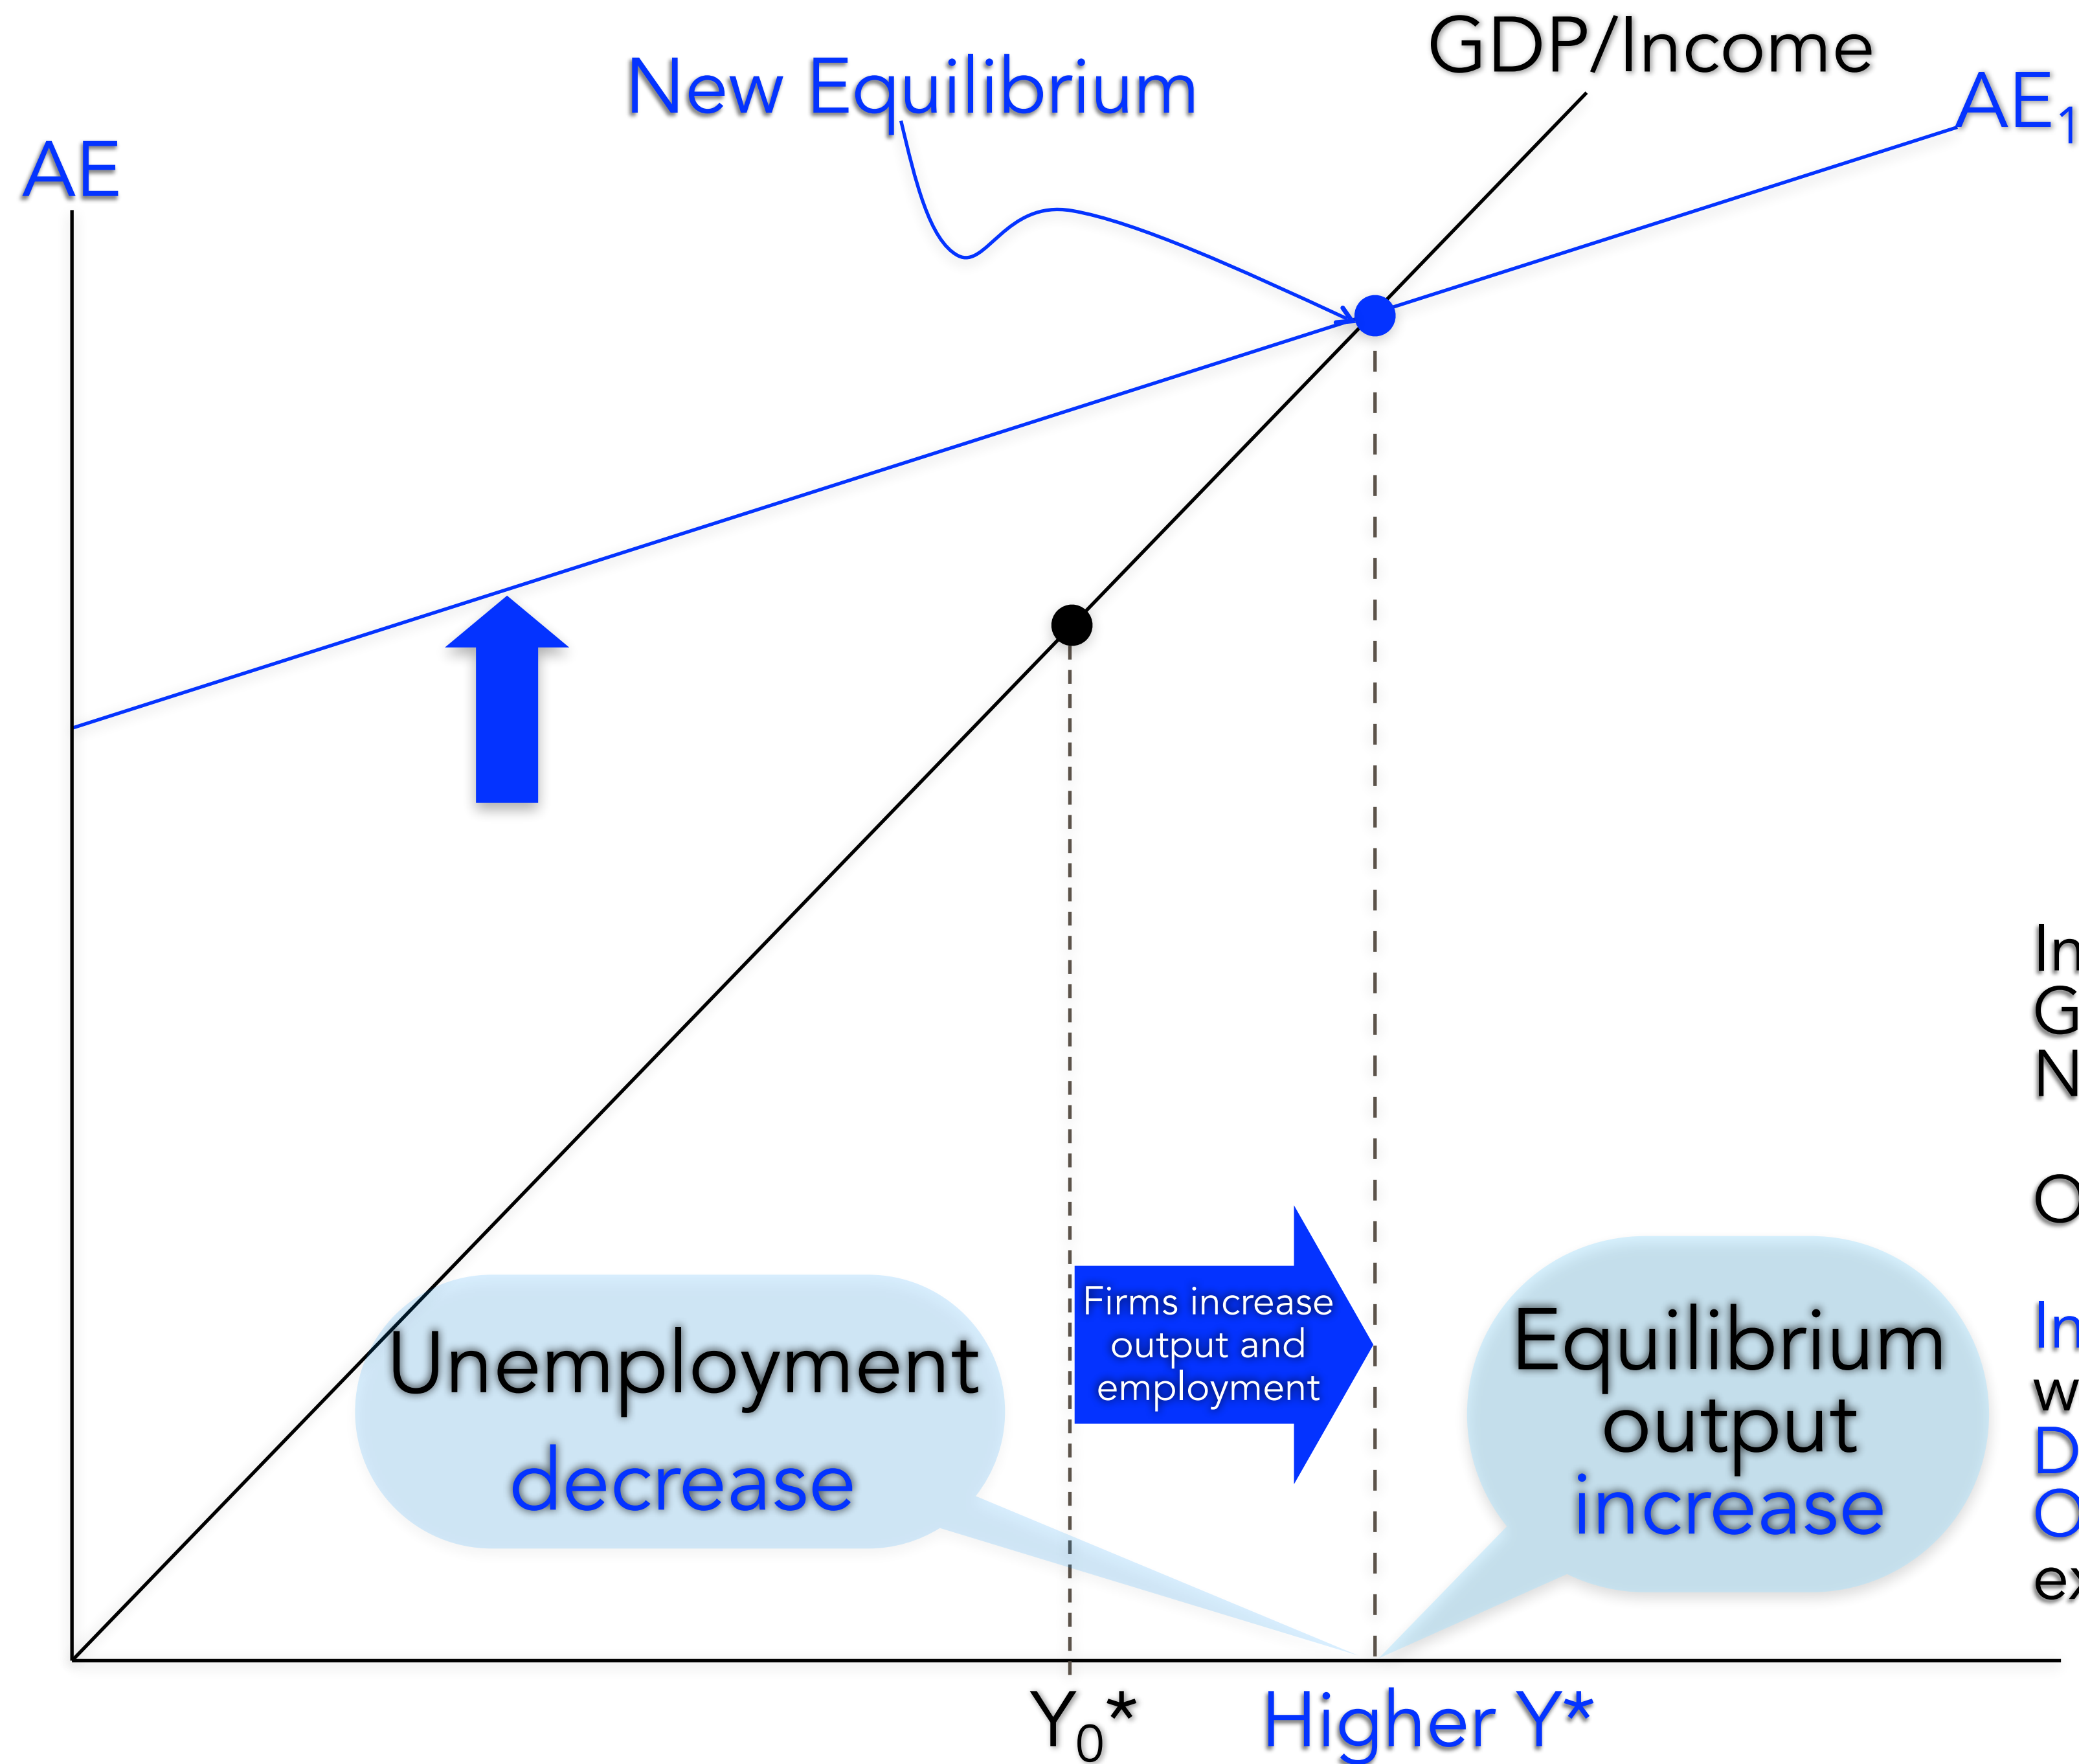 GDP/Income
New Equilibrium
AE₁
AE
Firms increase
output and
employment
Unemployment
decrease
Equilibrium
output
increase
Y₀*
Higher Y*